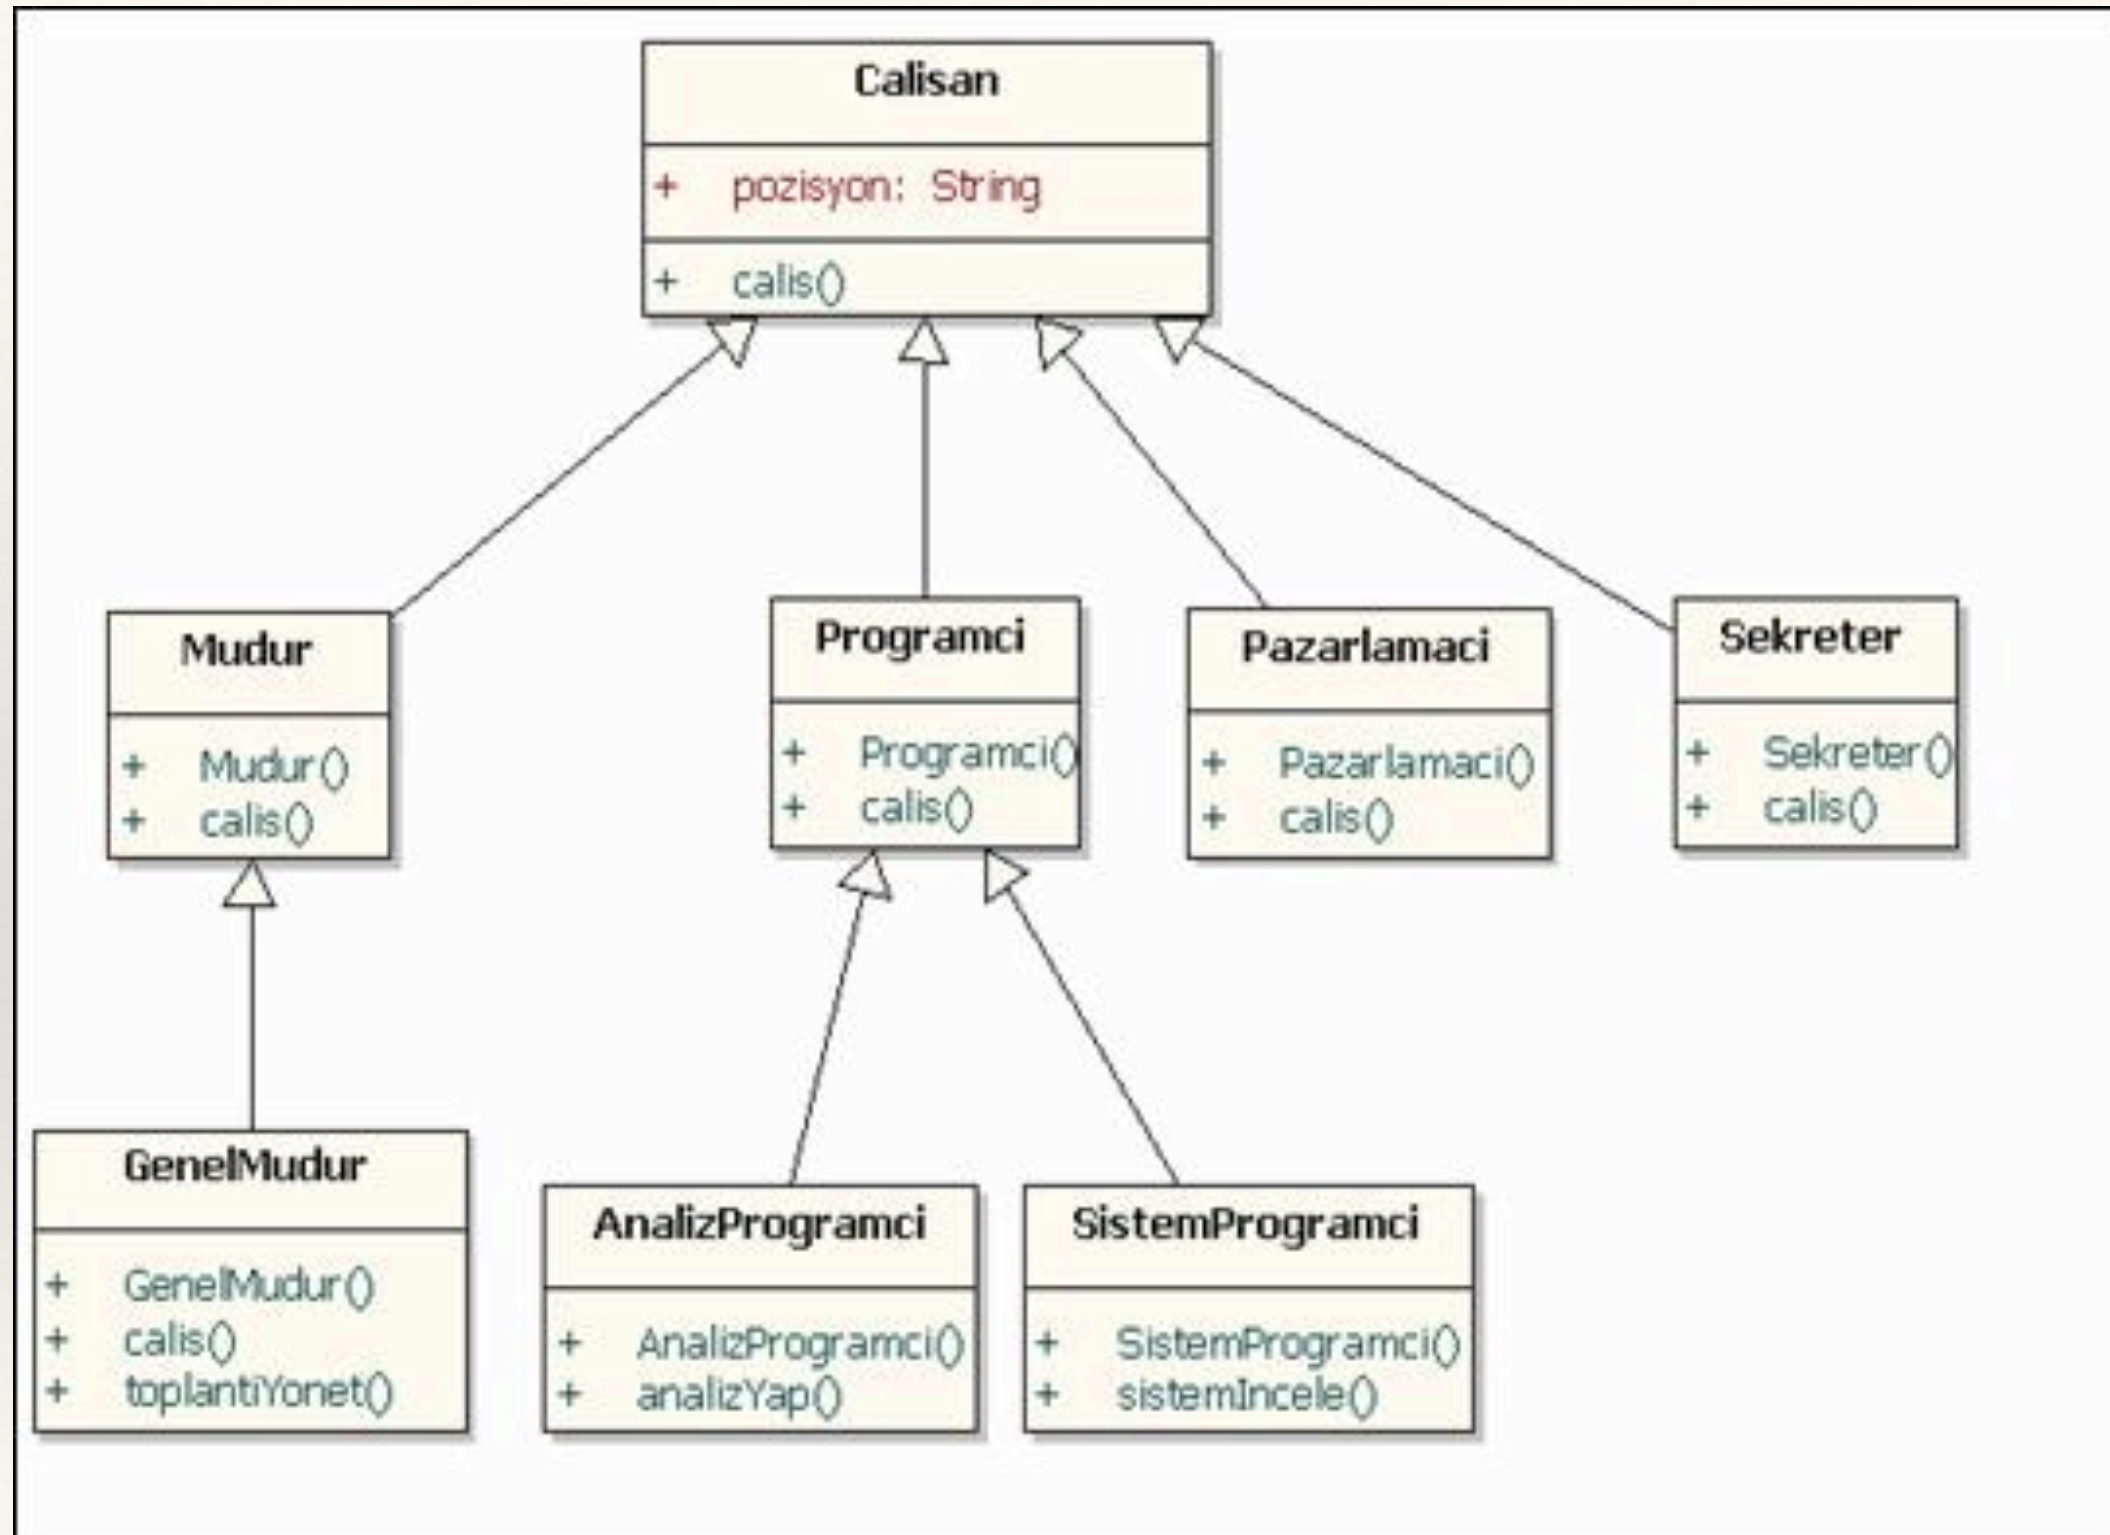 Calisan
+ pozisyon: String
+ calis()
Mudur
+ Mudur()
+ calis()
Programci
+ Programci()
+ calis()
Pazarlamaci
+ Pazarlamaci()
+ calis()
Sekreter
+ Sekreter()
+ calis()
GenelMudur
+ GenelMudur()
+ calis()
+ toplantiYonet()
AnalizProgramci
+ AnalizProgramci()
+ analizYap()
SistemProgramci
+ SistemProgramci()
+ sistemIncele()